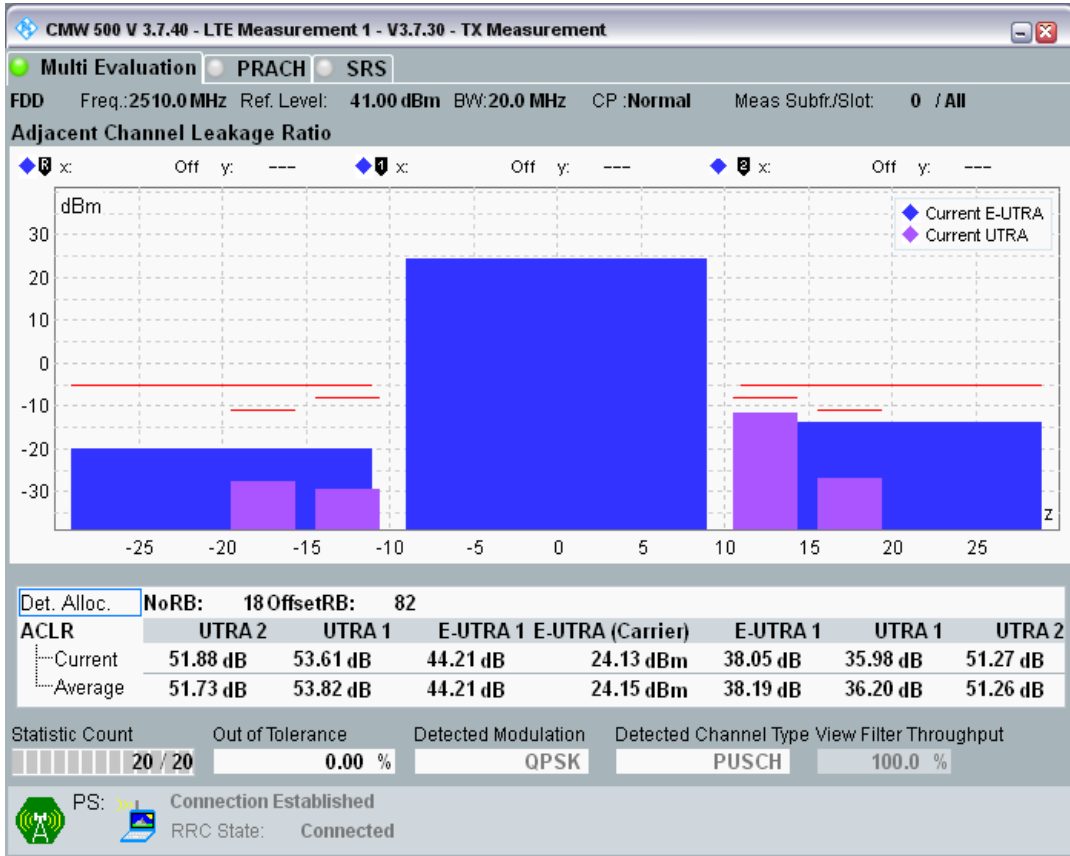 CMW 500 V 3.7.40 - LTE Measurement 1 - V3.7.30 - TX Measurement
Multi Evaluation PRACH SRS
FDD Freq.:2510.0 MHz Ref. Level: 41.00 dBm BW:20.0 MHz CP :Normal Meas Subfr./Slot: 0 / All
Adjacent Channel Leakage Ratio
R x: Off y: --- 1 x: Off y: --- 2 x: Off y: ---
dBm
Current E-UTRA
Current UTRA
30
20
10
0
-10
-20
-30
z
-25 -20 -15 -10 -5 0 5 10 15 20 25
Det. Alloc. NoRB: 18 OffsetRB: 82
ACLR UTRA 2 UTRA 1 E-UTRA 1 E-UTRA (Carrier) E-UTRA 1 UTRA 1 UTRA 2
Current 51.88 dB 53.61 dB 44.21 dB 24.13 dBm 38.05 dB 35.98 dB 51.27 dB
Average 51.73 dB 53.82 dB 44.21 dB 24.15 dBm 38.19 dB 36.20 dB 51.26 dB
Statistic Count Out of Tolerance Detected Modulation Detected Channel Type View Filter Throughput
20 / 20 0.00 % QPSK PUSCH 100.0 %
PS: Connection Established
RRC State: Connected